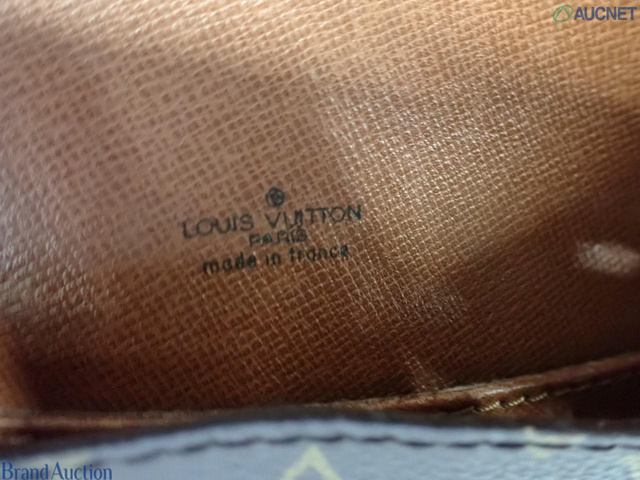 AUCNET
LOUIS VUITTON
PARIS
made in france
Brand Auction